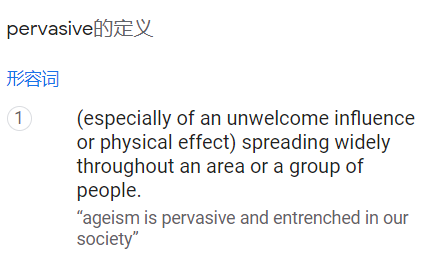 pervasive的定义
形容词
1
(especially of an unwelcome influence
or physical effect) spreading widely
throughout an area or a group of
people.
“ageism is pervasive and entrenched in our
society”